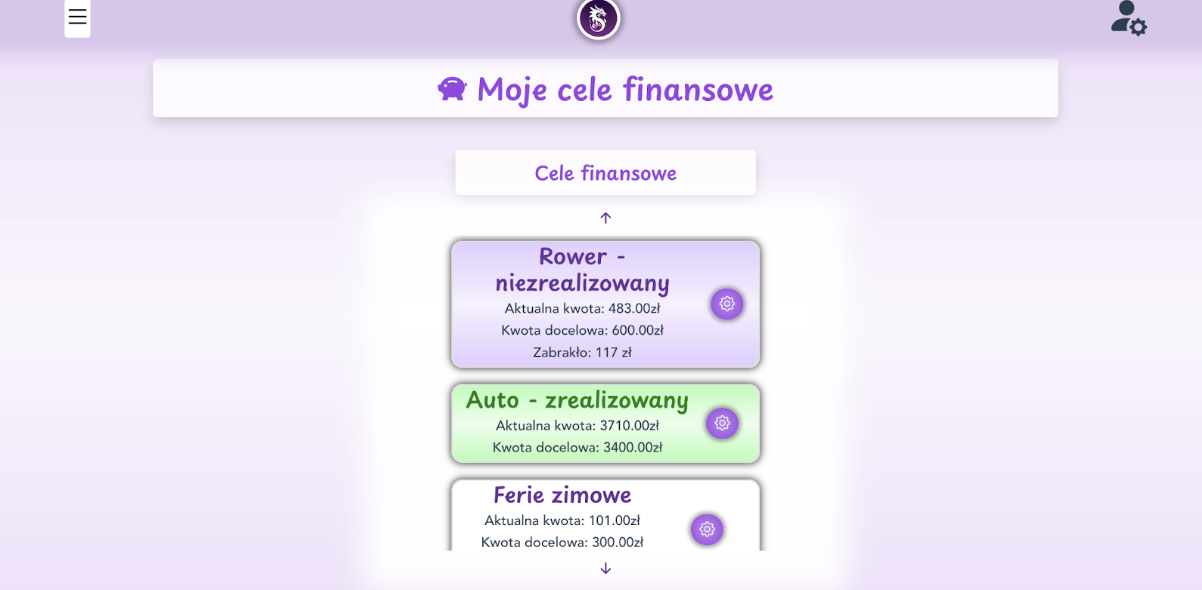 Moje cele finansowe
Cele finansowe
Rower -
niezrealizowany
Aktualna kwota: 483.00zł
Kwota docelowa: 600.00zł
Zabrakło: 117 zł
Auto - zrealizowany
Aktualna kwota: 3710.00zł
Kwota docelowa: 3400.00zł
Ferie zimowe
Aktualna kwota: 101.00zł
Kwota docelowa: 300.00zł